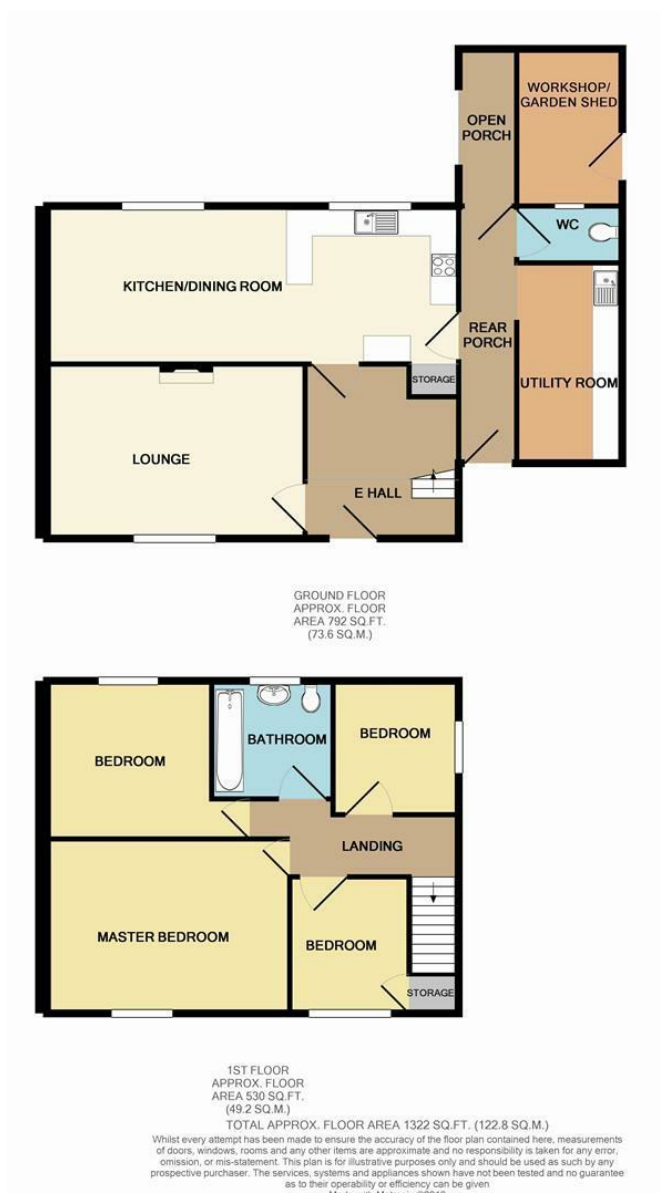 WORKSHOP/
GARDEN SHED
OPEN
PORCH
WC
KITCHEN/DINING ROOM
REAR
PORCH
STORAGE
UTILITY ROOM
LOUNGE
E HALL
GROUND FLOOR
APPROX. FLOOR
AREA 792 SQ.FT.
(73.6 SQ.M.)
BEDROOM
BATHROOM
BEDROOM
LANDING
MASTER BEDROOM
BEDROOM
STORAGE
1ST FLOOR
APPROX. FLOOR
AREA 530 SQ.FT.
(49.2 SQ.M.)
TOTAL APPROX. FLOOR AREA 1322 SQ.FT. (122.8 SQ.M.)
Whilst every attempt has been made to ensure the accuracy of the floor plan contained here, measurements
of doors, windows, rooms and any other items are approximate and no responsibility is taken for any error,
omission, or mis-statement. This plan is for illustrative purposes only and should be used as such by any
prospective purchaser. The services, systems and appliances shown have not been tested and no guarantee
as to their operability or efficiency can be given